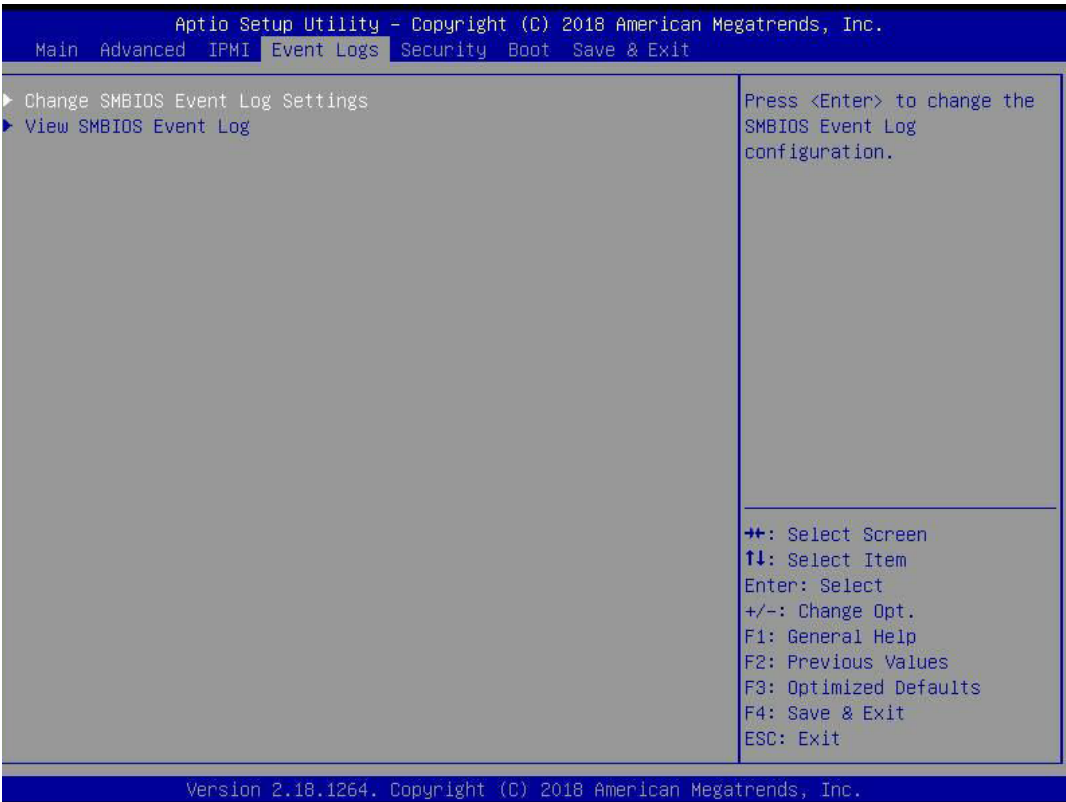 Aptio Setup Utility – Copyright (C) 2018 American Megatrends, Inc.
Main Advanced IPMI Event Logs Security Boot Save & Exit
▶ Change SMBIOS Event Log Settings
▶ View SMBIOS Event Log
Press <Enter> to change the
SMBIOS Event Log
configuration.
→←: Select Screen
↑↓: Select Item
Enter: Select
+/-: Change Opt.
F1: General Help
F2: Previous Values
F3: Optimized Defaults
F4: Save & Exit
ESC: Exit
Version 2.18.1264. Copyright (C) 2018 American Megatrends, Inc.